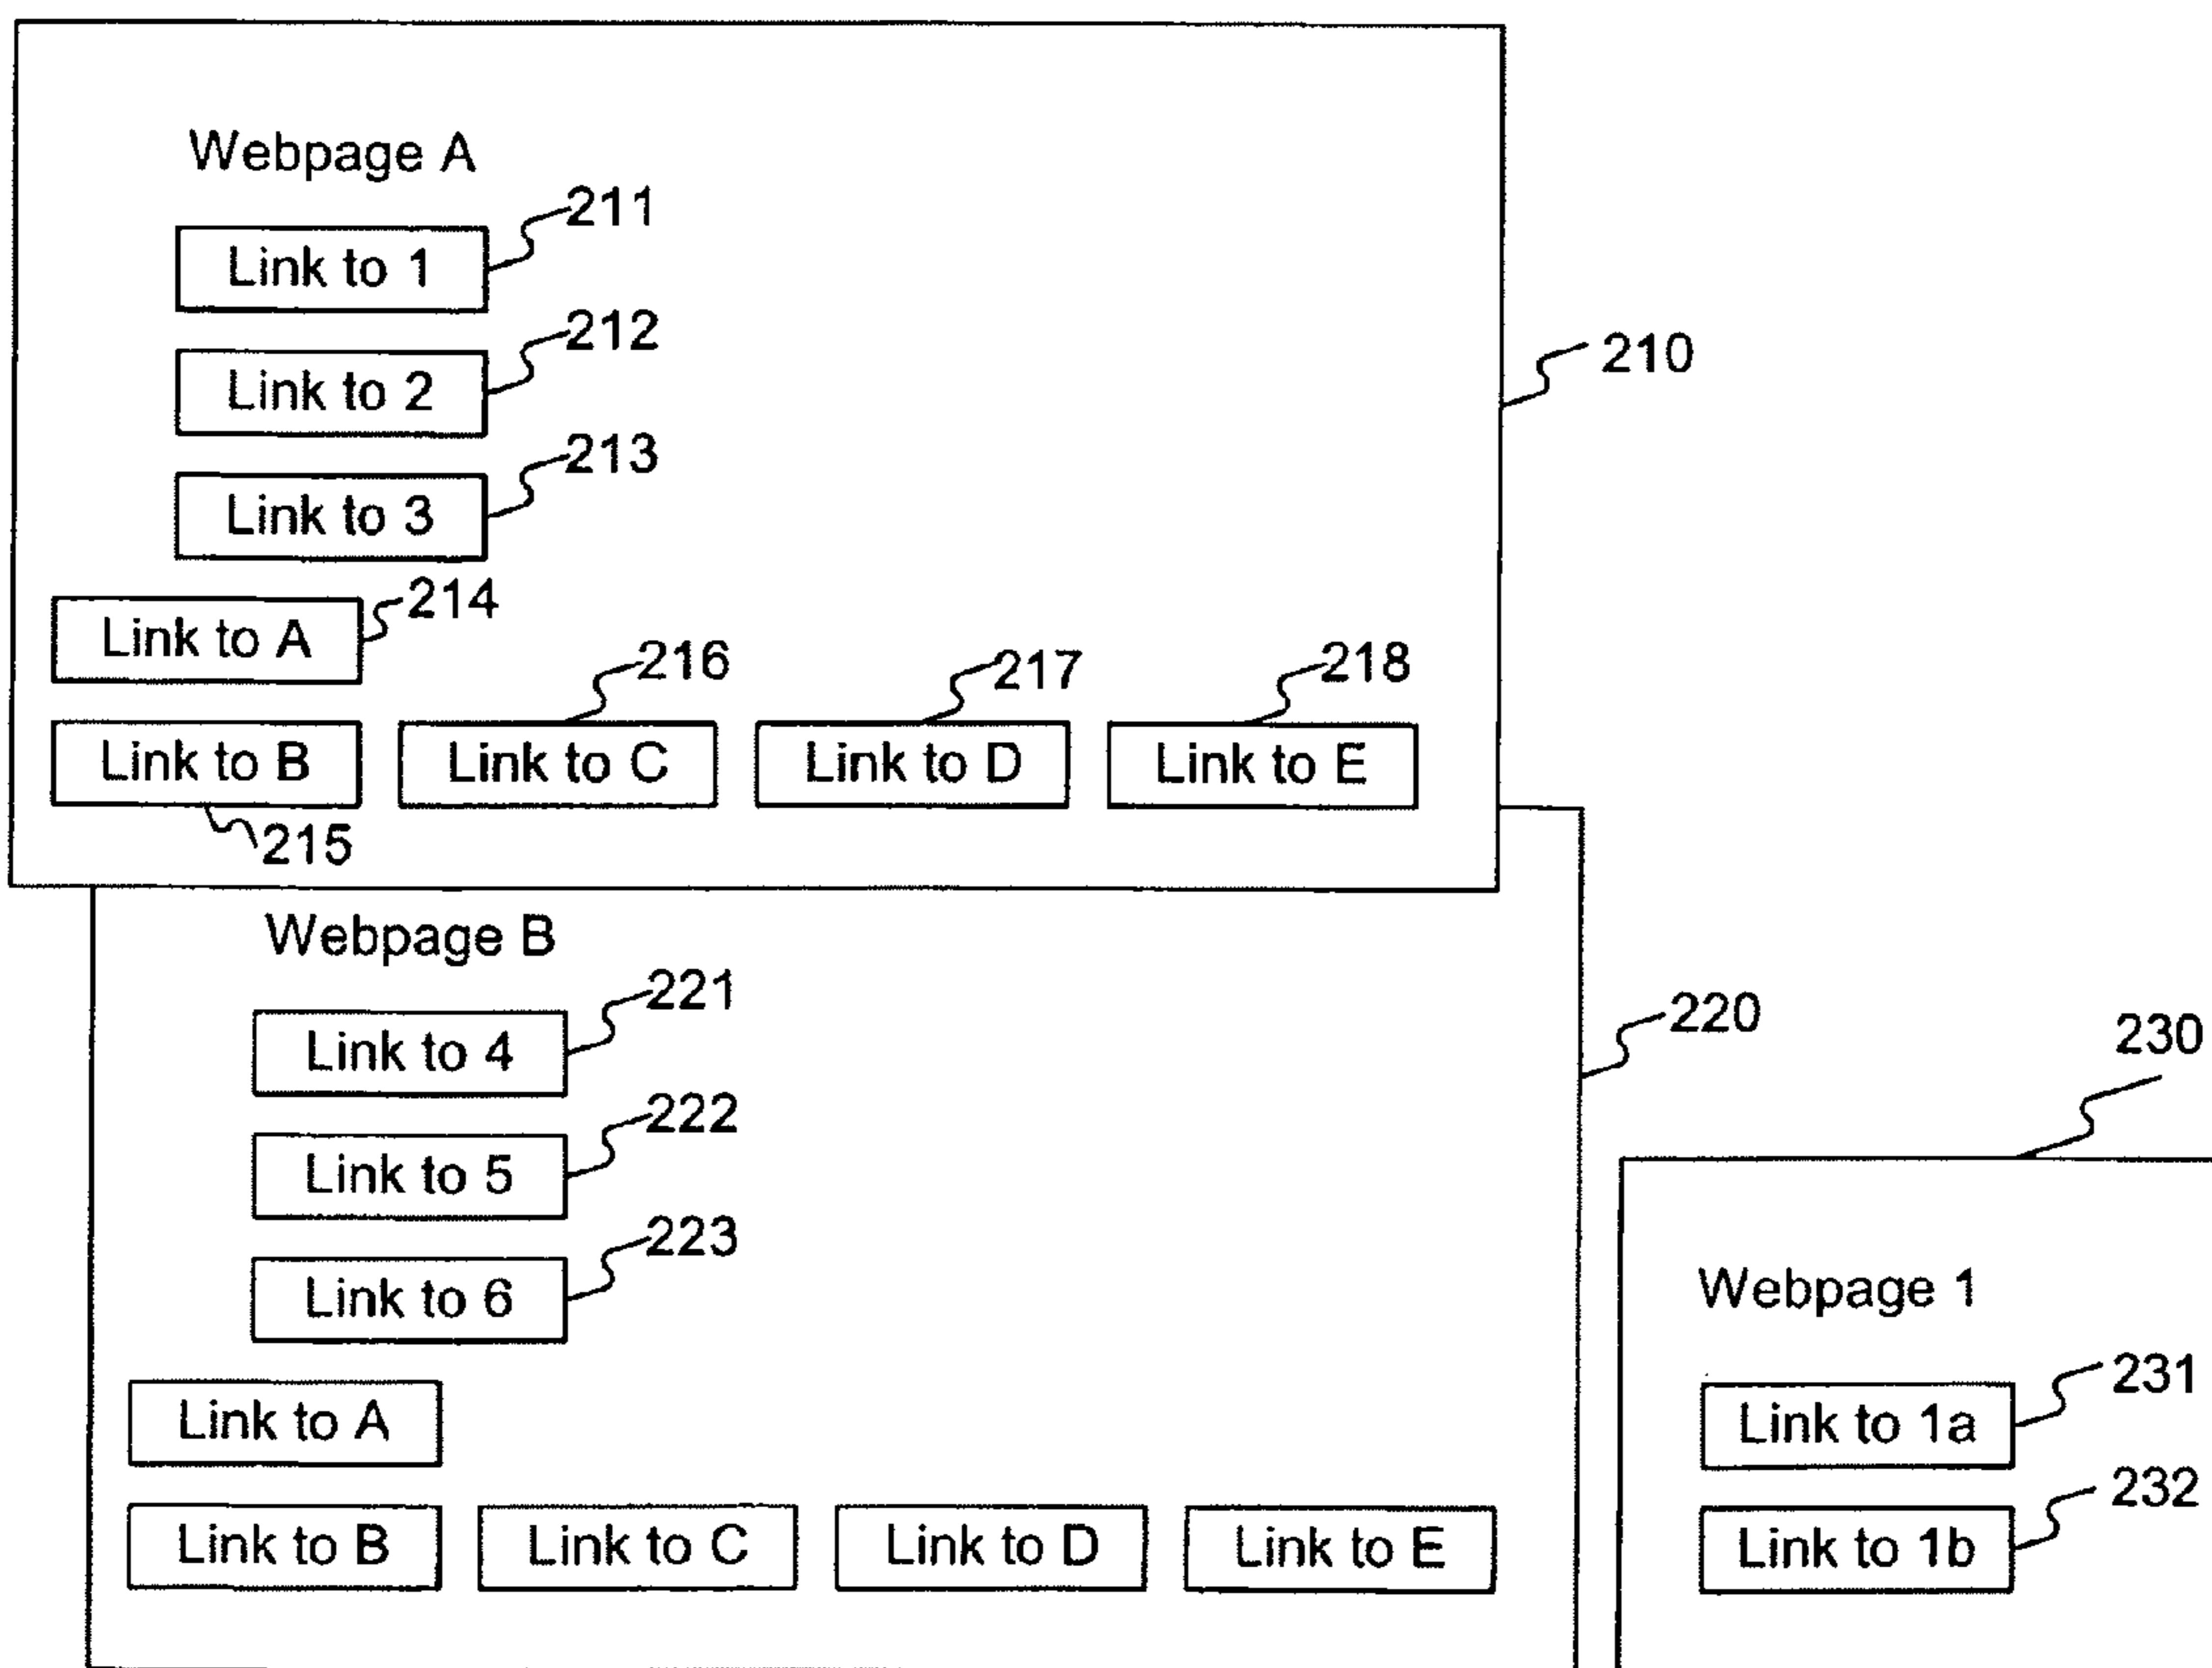 Webpage A
211
Link to 1
212
Link to 2
210
213
Link to 3
214
Link to A
216
217
218
Link to B
Link to C
Link to D
Link to E
215
Webpage B
221
Link to 4
220
230
222
Link to 5
223
Link to 6
Webpage 1
231
Link to A
Link to 1a
232
Link to B
Link to C
Link to D
Link to E
Link to 1b